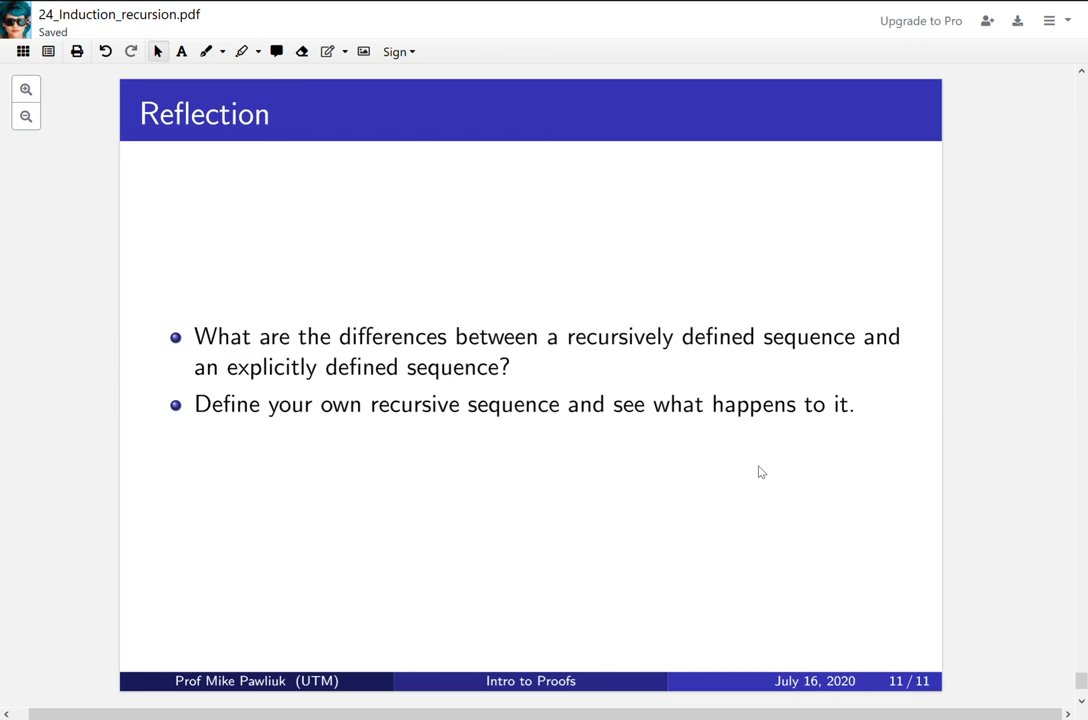 24_Induction_recursion.pdf
Saved
Upgrade to Pro
A
Sign
Reflection
What are the differences between a recursively defined sequence and
an explicitly defined sequence?
Define your own recursive sequence and see what happens to it.
Prof Mike Pawliuk (UTM) Intro to Proofs July 16, 2020 11 / 11